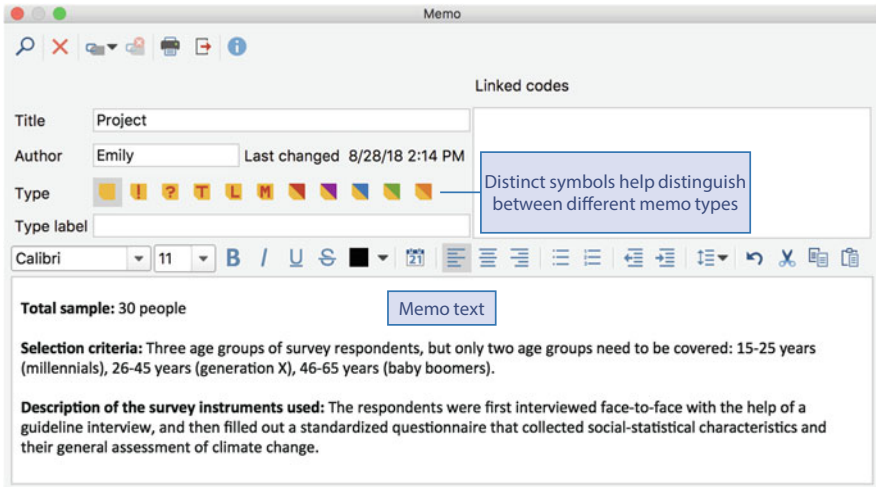 Memo
Linked codes
Title Project
Author Emily Last changed 8/28/18 2:14 PM
Type ! ? T L M
Distinct symbols help distinguish
between different memo types
Type label
Calibri 11 B I U S 21
Memo text
Total sample: 30 people
Selection criteria: Three age groups of survey respondents, but only two age groups need to be covered: 15-25 years
(millennials), 26-45 years (generation X), 46-65 years (baby boomers).
Description of the survey instruments used: The respondents were first interviewed face-to-face with the help of a
guideline interview, and then filled out a standardized questionnaire that collected social-statistical characteristics and
their general assessment of climate change.